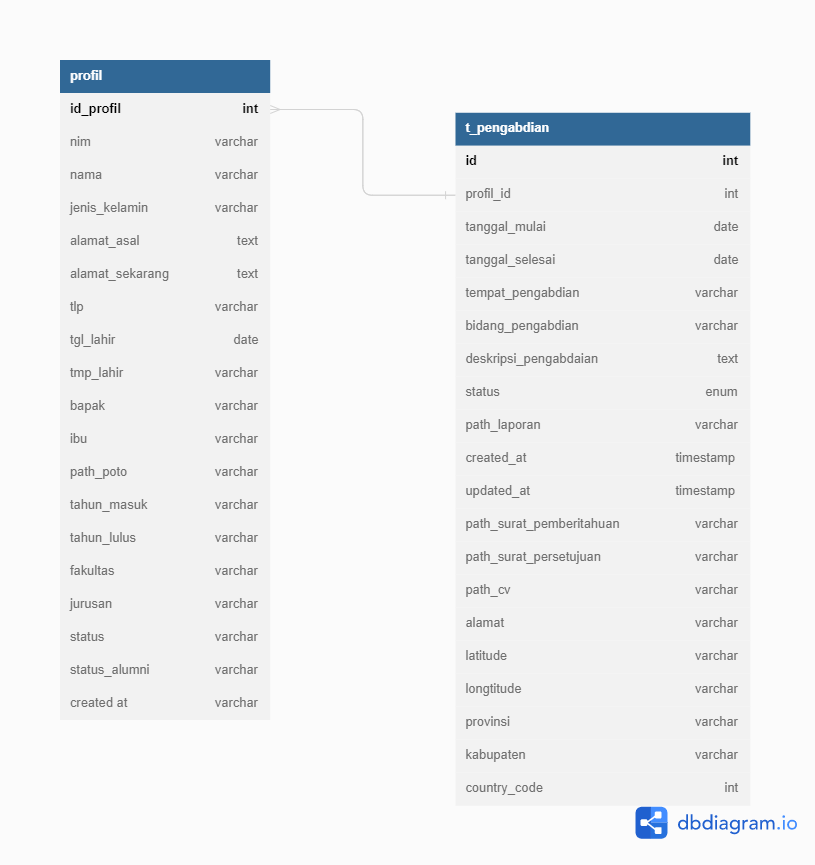 profil
id_profil int
nim varchar
nama varchar
jenis_kelamin varchar
alamat_asal text
alamat_sekarang text
tlp varchar
tgl_lahir date
tmp_lahir varchar
bapak varchar
ibu varchar
path_poto varchar
tahun_masuk varchar
tahun_lulus varchar
fakultas varchar
jurusan varchar
status varchar
status_alumni varchar
created at varchar
t_pengabdian
id int
profil_id int
tanggal_mulai date
tanggal_selesai date
tempat_pengabdian varchar
bidang_pengabdian varchar
deskripsi_pengabdaian text
status enum
path_laporan varchar
created_at timestamp
updated_at timestamp
path_surat_pemberitahuan varchar
path_surat_persetujuan varchar
path_cv varchar
alamat varchar
latitude varchar
longtitude varchar
provinsi varchar
kabupaten varchar
country_code int
dbdiagram.io